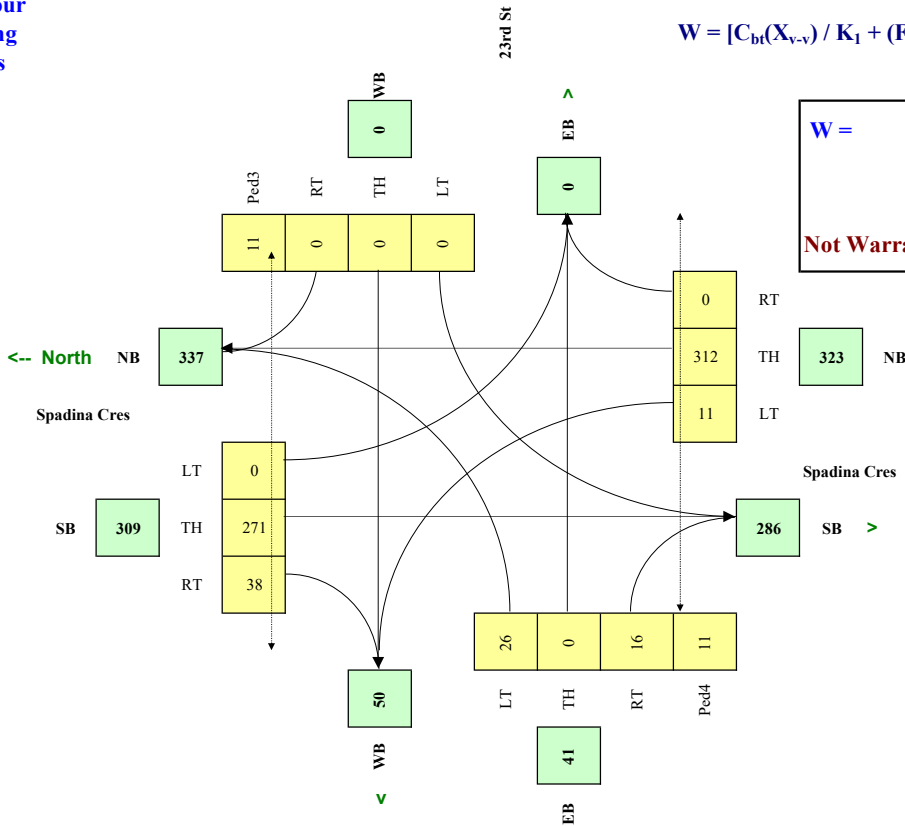 our
ng
s
23rd St
W = [Cbt(Xv-v) / K1 + (F
WB
0
^
EB
0
W =
Not Warra
Ped3
RT
TH
LT
11
0
0
0
0
RT
312
TH
323
NB
11
LT
<-- North
NB
337
Spadina Cres
Spadina Cres
LT
0
SB
309
TH
271
RT
38
286
SB
>
26
0
16
11
LT
TH
RT
Ped4
50
WB
v
41
EB